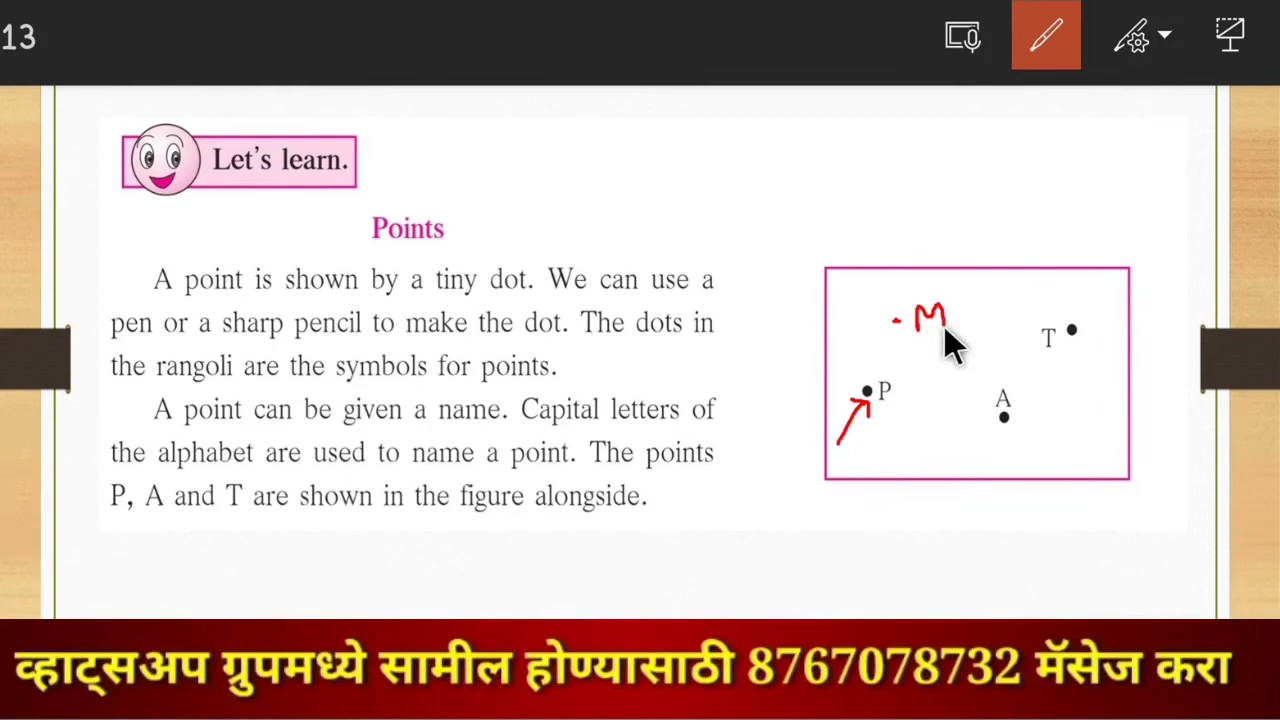 13
Let's learn.
Points
A point is shown by a tiny dot. We can use a
pen or a sharp pencil to make the dot. The dots in
the rangoli are the symbols for points.
A point can be given a name. Capital letters of
the alphabet are used to name a point. The points
P, A and T are shown in the figure alongside.
M
T
P
A
व्हाट्सअप ग्रुपमध्ये सामील होण्यासाठी 8767078732 मॅसेज करा